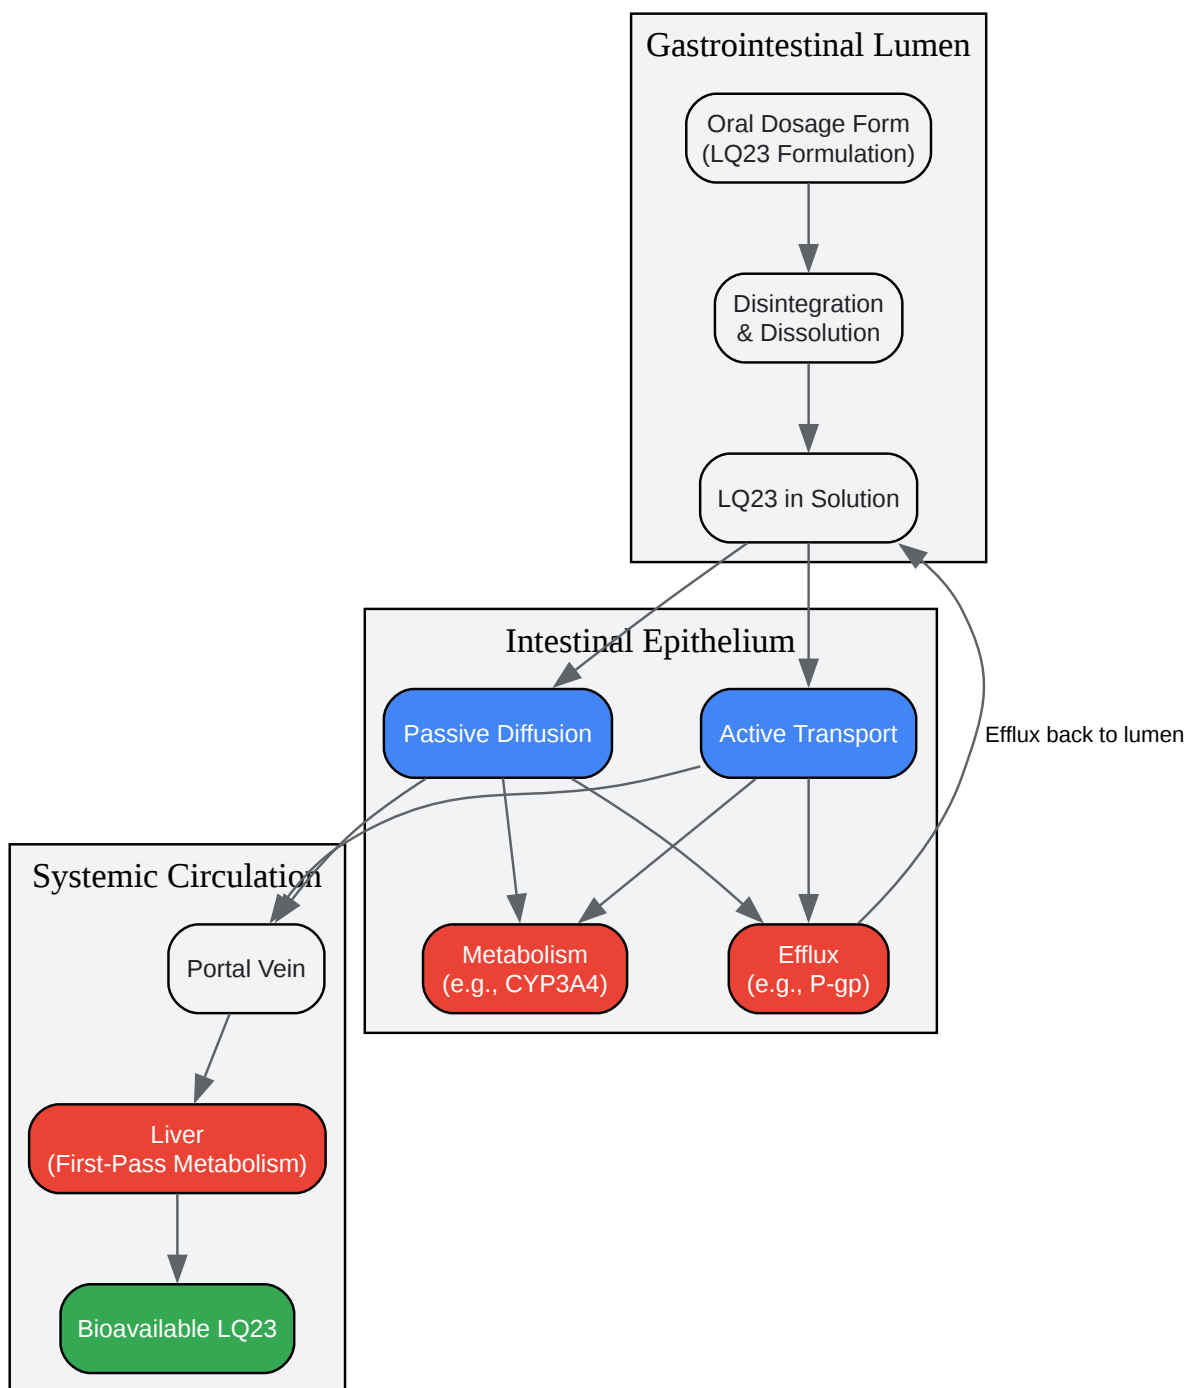 Gastrointestinal Lumen
Oral Dosage Form
(LQ23 Formulation)
Disintegration
& Dissolution
LQ23 in Solution
Intestinal Epithelium
Passive Diffusion
Active Transport
Efflux back to lumen
Systemic Circulation
Portal Vein
Metabolism
(e.g., CYP3A4)
Efflux
(e.g., P-gp)
Liver
(First-Pass Metabolism)
Bioavailable LQ23